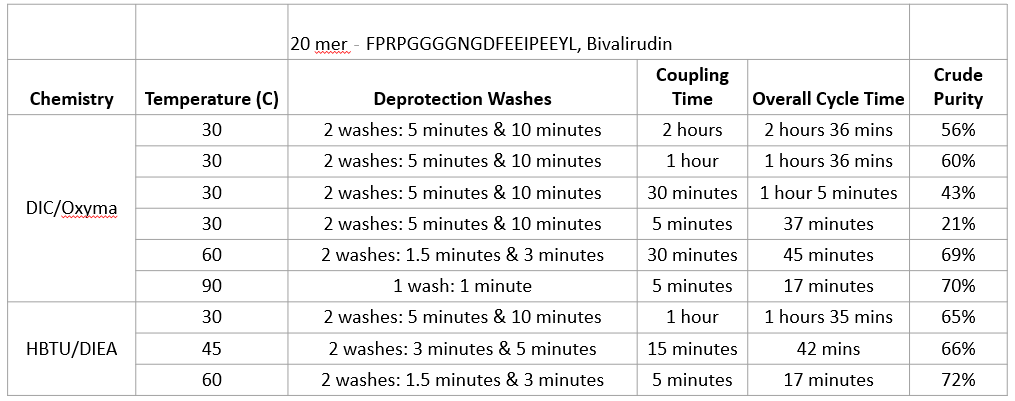 20 mer - FPRPGGGGNGDFEEIPEEYL, Bivalirudin
Chemistry Temperature (C) Deprotection Washes Coupling Time Overall Cycle Time Crude Purity
DIC/Oxyma
30 2 washes: 5 minutes & 10 minutes 2 hours 2 hours 36 mins 56%
30 2 washes: 5 minutes & 10 minutes 1 hour 1 hours 36 mins 60%
30 2 washes: 5 minutes & 10 minutes 30 minutes 1 hour 5 minutes 43%
30 2 washes: 5 minutes & 10 minutes 5 minutes 37 minutes 21%
60 2 washes: 1.5 minutes & 3 minutes 30 minutes 45 minutes 69%
90 1 wash: 1 minute 5 minutes 17 minutes 70%
HBTU/DIEA
30 2 washes: 5 minutes & 10 minutes 1 hour 1 hours 35 mins 65%
45 2 washes: 3 minutes & 5 minutes 15 minutes 42 mins 66%
60 2 washes: 1.5 minutes & 3 minutes 5 minutes 17 minutes 72%